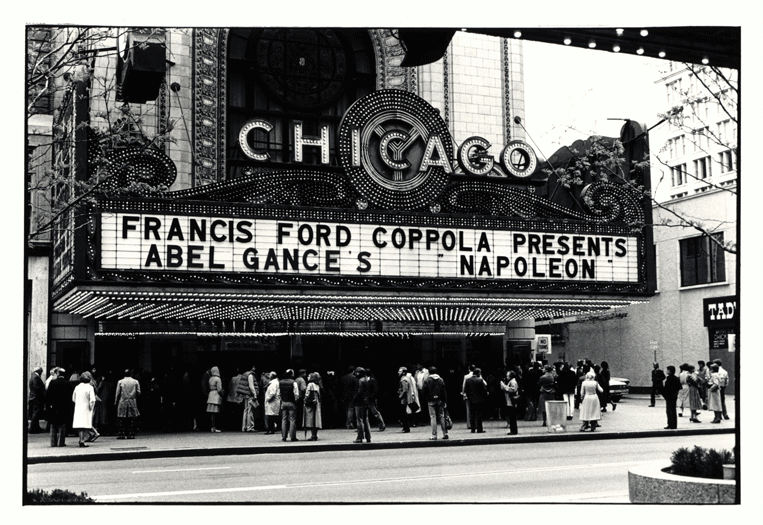 CHICAGO
FRANCIS FORD COPPOLA PRESENTS
ABEL GANCE'S "NAPOLEON"
TAD'